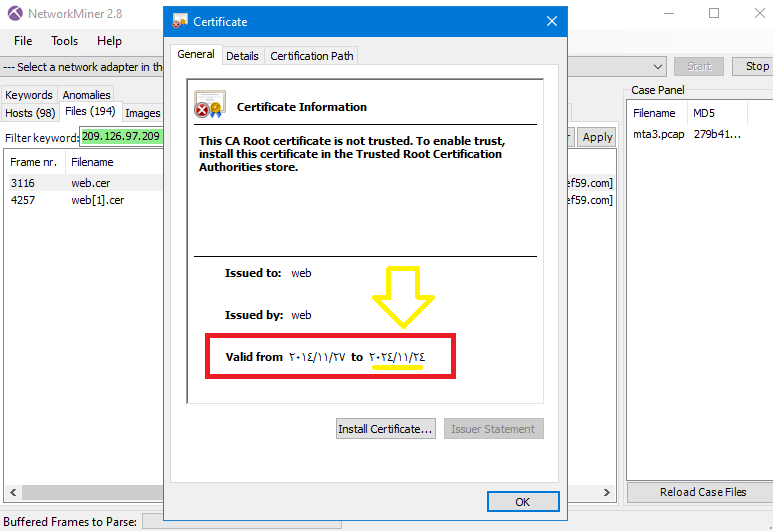 NetworkMiner 2.8
File Tools Help
--- Select a network adapter in the
Start Stop
Keywords Anomalies
Hosts (98) Files (194) Images
Filter keyword: 209.126.97.209
Apply
Frame nr. Filename
3116 web.cer ef59.com]
4257 web[1].cer ef59.com]
Buffered Frames to Parse:
Certificate
General Details Certification Path
Certificate Information
This CA Root certificate is not trusted. To enable trust,
install this certificate in the Trusted Root Certification
Authorities store.
Issued to: web
Issued by: web
Valid from ٢٠١٤/١١/٢٧ to ٢٠٢٤/١١/٢٤
Install Certificate... Issuer Statement
OK
Case Panel
Filename MD5
mta3.pcap 279b41...
Reload Case Files